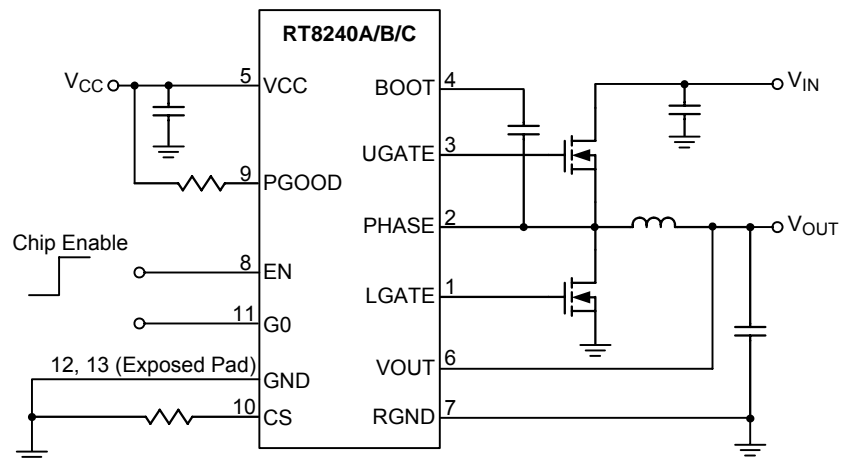 RT8240A/B/C
VCC 5 VCC
BOOT 4
VIN
UGATE 3
9 PGOOD
PHASE 2
VOUT
Chip Enable
8 EN
LGATE 1
11 G0
12, 13 (Exposed Pad) GND
VOUT 6
10 CS
RGND 7